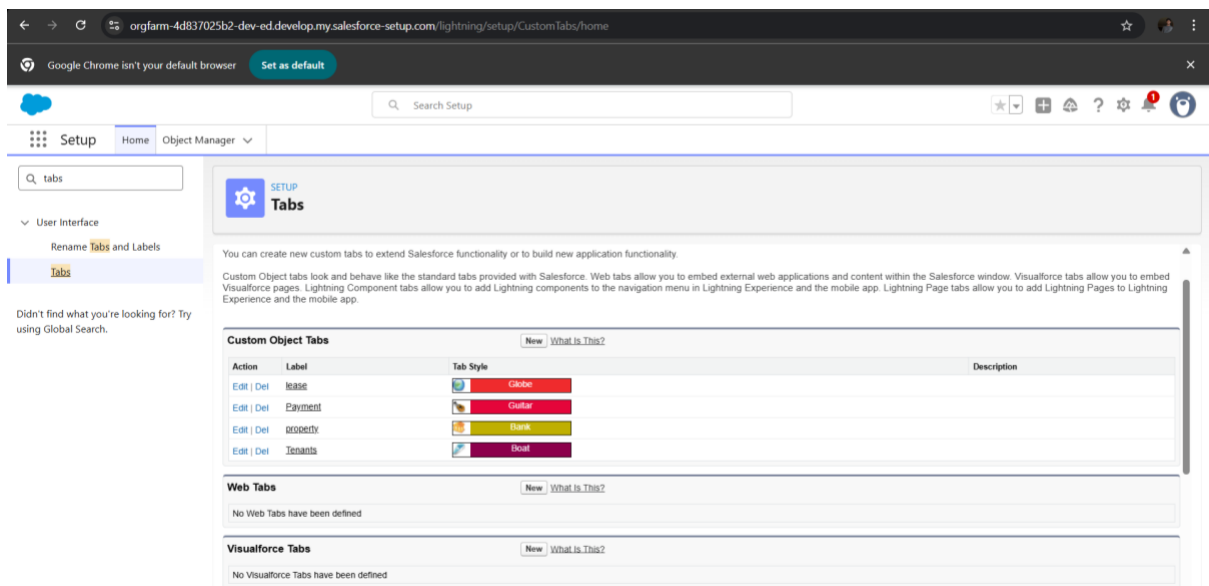 orgfarm-4d837025b2-dev-ed.develop.my.salesforce-setup.com/lightning/setup/CustomTabs/home
Google Chrome isn't your default browser Set as default
Search Setup
1
Setup Home Object Manager
tabs
User Interface
Rename Tabs and Labels
Tabs
Didn't find what you're looking for? Try
using Global Search.
SETUP
Tabs
You can create new custom tabs to extend Salesforce functionality or to build new application functionality.
Custom Object tabs look and behave like the standard tabs provided with Salesforce. Web tabs allow you to embed external web applications and content within the Salesforce window. Visualforce tabs allow you to embed
Visualforce pages. Lightning Component tabs allow you to add Lightning components to the navigation menu in Lightning Experience and the mobile app. Lightning Page tabs allow you to add Lightning Pages to Lightning
Experience and the mobile app.
Custom Object Tabs New What Is This?
Action Label Tab Style Description
Edit | Del lease Globe
Edit | Del Payment Guitar
Edit | Del property Bank
Edit | Del Tenants Boat
Web Tabs New What Is This?
No Web Tabs have been defined
Visualforce Tabs New What Is This?
No Visualforce Tabs have been defined